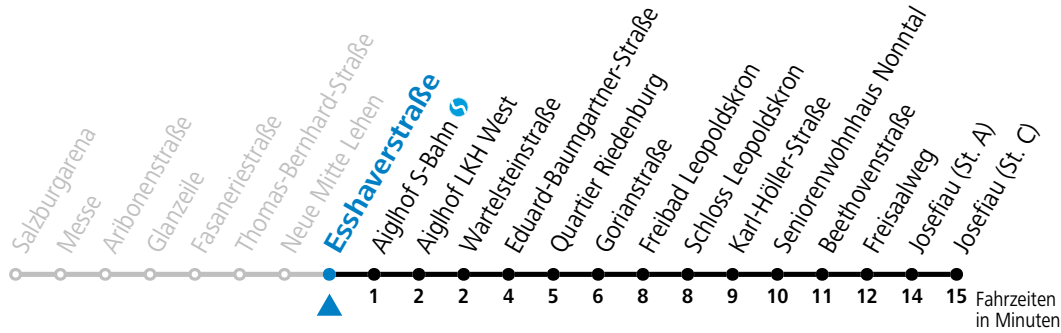 Salzburgarena
Messe
Aribonenstraße
Glanzeile
Fasaneriestraße
Thomas-Bernhard-Straße
Neue Mitte Lehen
Esshaverstraße
Aiglhof S-Bahn
Aiglhof LKH West
Wartelsteinstraße
Eduard-Baumgartner-Straße
Quartier Riedenburg
Gorianstraße
Freibad Leopoldskron
Schloss Leopoldskron
Karl-Höller-Straße
Seniorenwohnhaus Nonntal
Beethovenstraße
Freisaalweg
Josefiau (St. A)
Josefiau (St. C)
1 2 2 4 5 6 8 8 9 10 11 12 14 15 Fahrzeiten
in Minuten